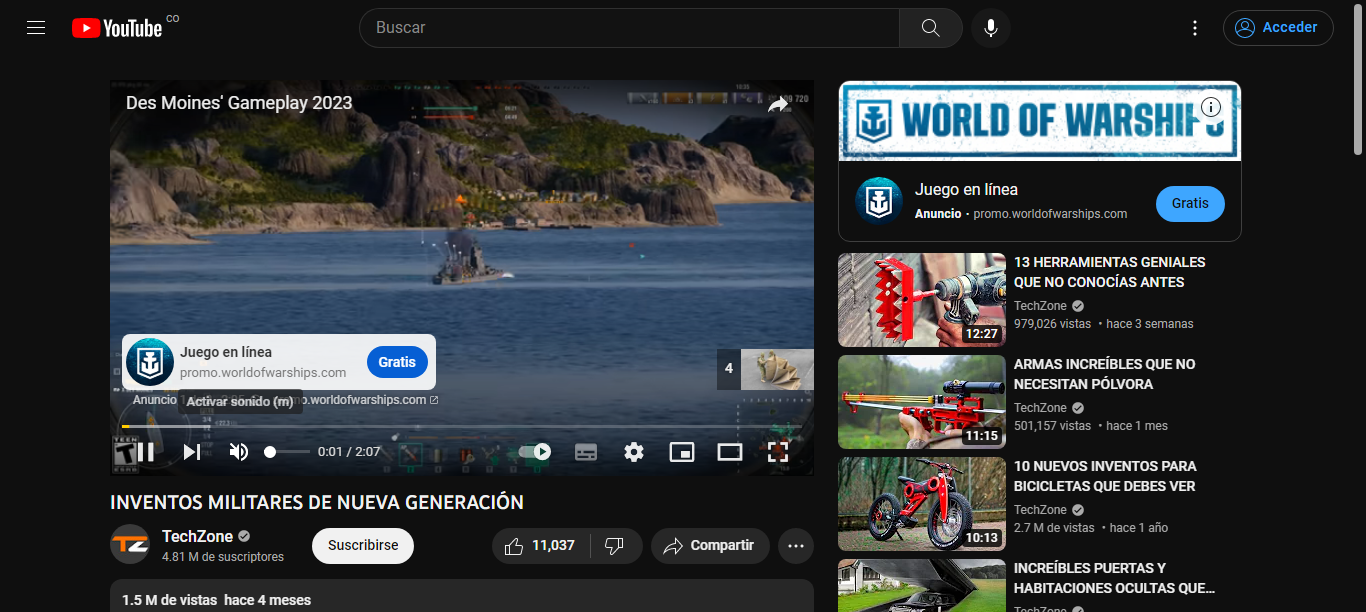 YouTube CO
Buscar
Acceder
Des Moines' Gameplay 2023
Juego en línea
promo.worldofwarships.com
Gratis
4
Anuncio
Activar sonido (m)
mo.worldofwarships.com
TEEN
T
0:01 / 2:07
INVENTOS MILITARES DE NUEVA GENERACIÓN
TZ
TechZone
4.81 M de suscriptores
Suscribirse
11,037
Compartir
1.5 M de vistas hace 4 meses
WORLD OF WARSHIPS
Juego en línea
Anuncio · promo.worldofwarships.com
Gratis
12:27
13 HERRAMIENTAS GENIALES
QUE NO CONOCÍAS ANTES
TechZone
979,026 vistas • hace 3 semanas
11:15
ARMAS INCREÍBLES QUE NO
NECESITAN PÓLVORA
TechZone
501,157 vistas • hace 1 mes
10:13
10 NUEVOS INVENTOS PARA
BICICLETAS QUE DEBES VER
TechZone
2.7 M de vistas • hace 1 año
INCREÍBLES PUERTAS Y
HABITACIONES OCULTAS QUE...
TechZone